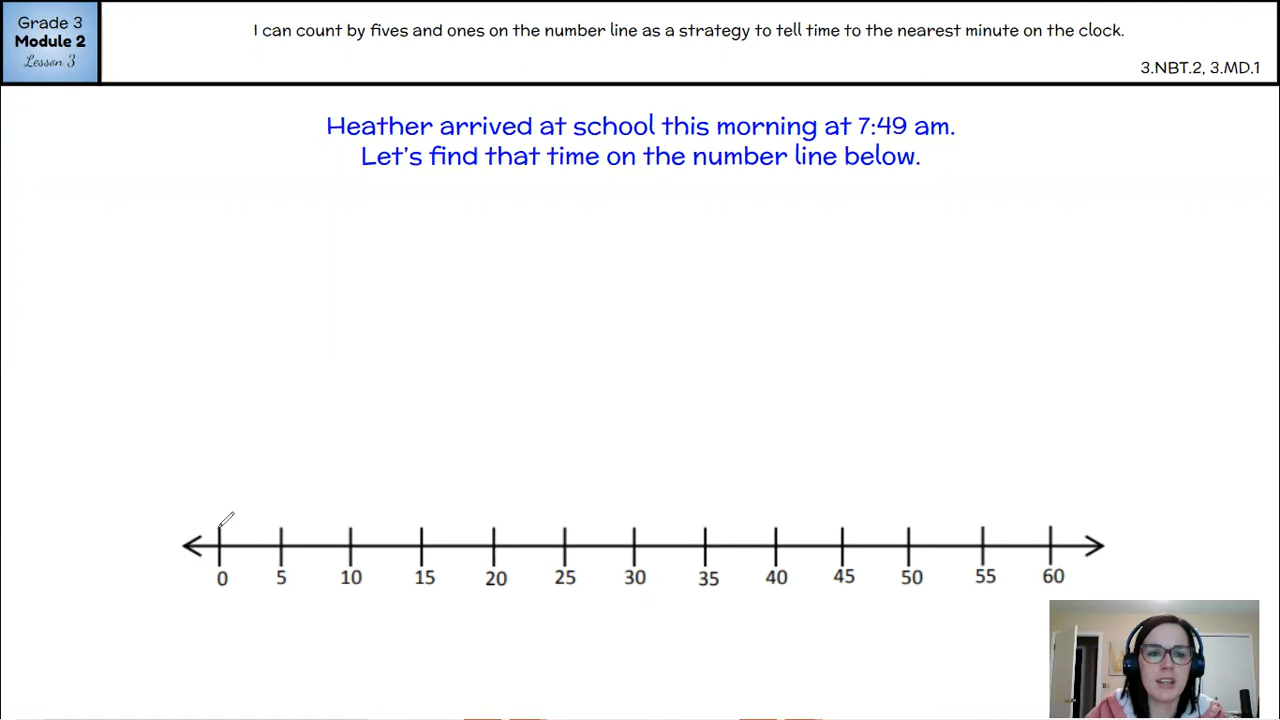 Grade 3
Module 2
Lesson 3
I can count by fives and ones on the number line as a strategy to tell time to the nearest minute on the clock.
3.NBT.2, 3.MD.1
Heather arrived at school this morning at 7:49 am.
Let's find that time on the number line below.
0 5 10 15 20 25 30 35 40 45 50 55 60